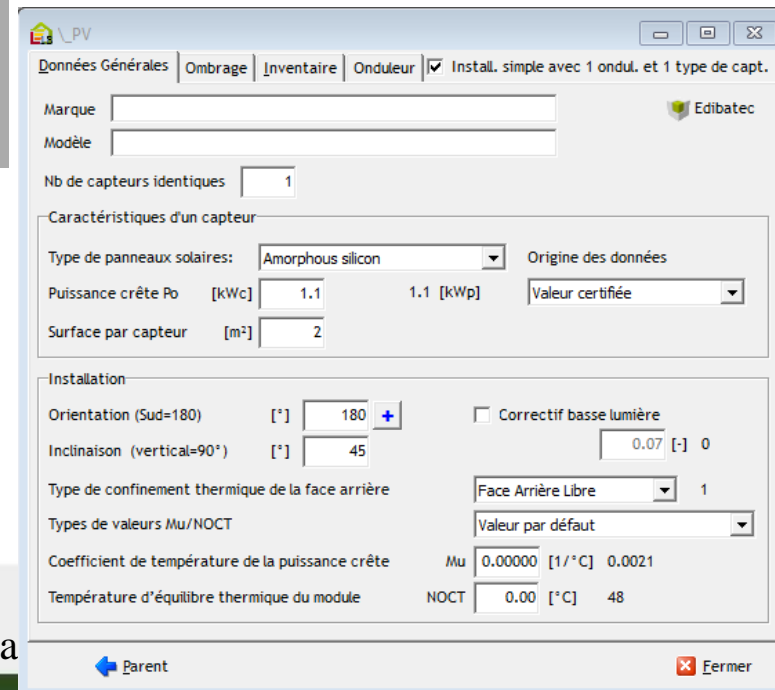 \_PV
Données Générales Ombrage Inventaire Onduleur Install. simple avec 1 ondul. et 1 type de capt.
Marque Edibatec
Modèle
Nb de capteurs identiques 1
Caractéristiques d'un capteur
Type de panneaux solaires: Amorphous silicon Origine des données
Puissance crête Po [kWc] 1.1 1.1 [kWp] Valeur certifiée
Surface par capteur [m²] 2
Installation
Orientation (Sud=180) [°] 180 + Correctif basse lumière
Inclinaison (vertical=90°) [°] 45 0.07 [-] 0
Type de confinement thermique de la face arrière Face Arrière Libre 1
Types de valeurs Mu/NOCT Valeur par défaut
Coefficient de température de la puissance crête Mu 0.00000 [1/°C] 0.0021
Température d'équilibre thermique du module NOCT 0.00 [°C] 48
a
Parent Fermer